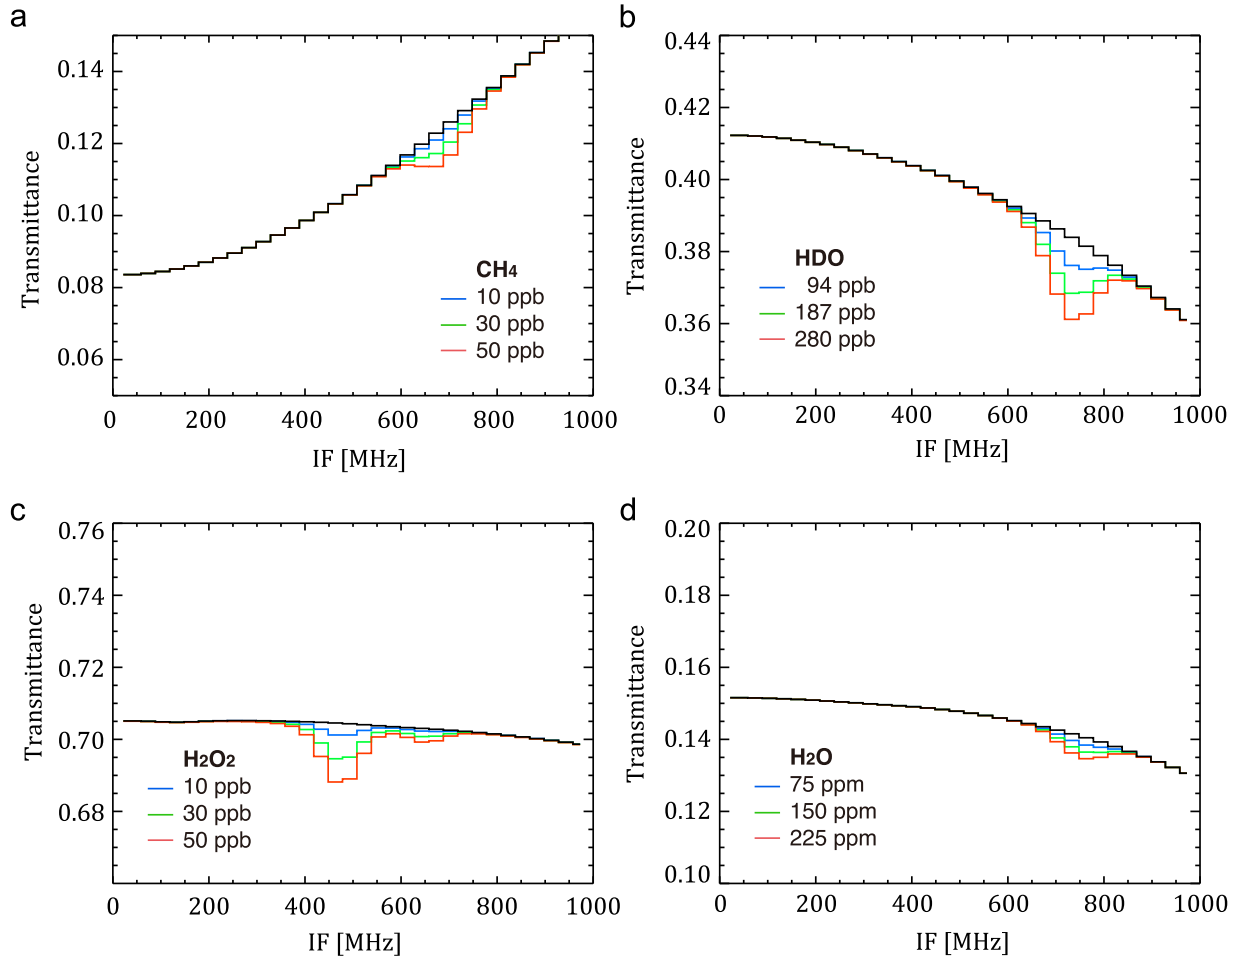 a
0.14
0.12
0.10
0.08
0.06
Transmittance
CH4
10 ppb
30 ppb
50 ppb
0 200 400 600 800 1000
IF [MHz]
b
0.44
0.42
0.40
0.38
0.36
0.34
Transmittance
HDO
94 ppb
187 ppb
280 ppb
0 200 400 600 800 1000
IF [MHz]
c
0.76
0.74
0.72
0.70
0.68
Transmittance
H2O2
10 ppb
30 ppb
50 ppb
0 200 400 600 800 1000
IF [MHz]
d
0.20
0.18
0.16
0.14
0.12
0.10
Transmittance
H2O
75 ppm
150 ppm
225 ppm
0 200 400 600 800 1000
IF [MHz]